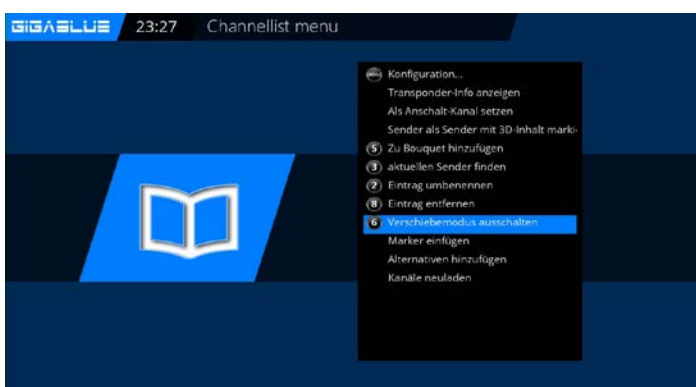 GIGABLUE 23:27 Channellist menu
MENU Konfiguration...
Transponder-Info anzeigen
Als Anschalt-Kanal setzen
Sender als Sender mit 3D-Inhalt marki
5 Zu Bouquet hinzufügen
3 aktuellen Sender finden
2 Eintrag umbenennen
8 Eintrag entfernen
6 Verschiebemodus ausschalten
Marker einfügen
Alternativen hinzufügen
Kanäle neuladen